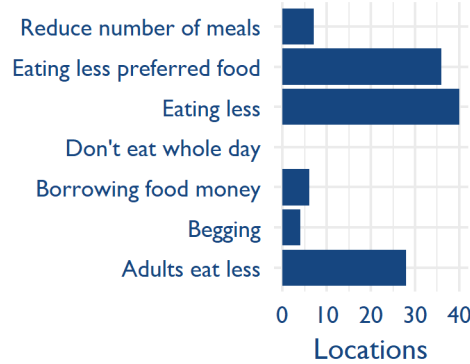 Reduce number of meals
Eating less preferred food
Eating less
Don't eat whole day
Borrowing food money
Begging
Adults eat less
0 10 20 30 40
Locations